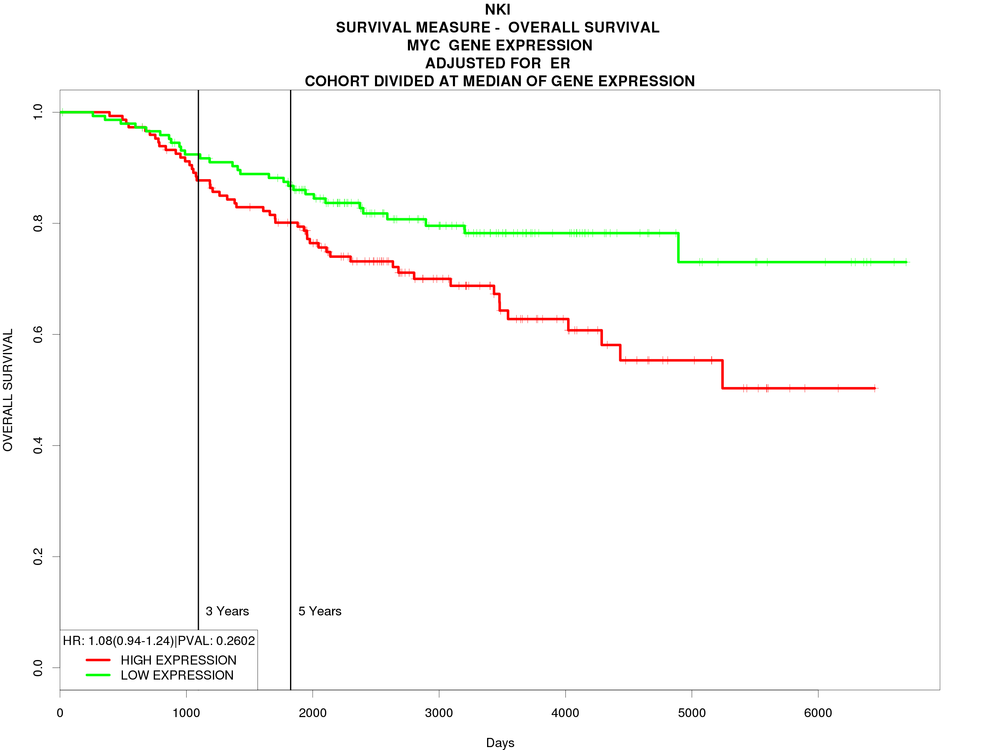 NKI
SURVIVAL MEASURE - OVERALL SURVIVAL
MYC GENE EXPRESSION
ADJUSTED FOR ER
COHORT DIVIDED AT MEDIAN OF GENE EXPRESSION
OVERALL SURVIVAL
1.0
0.8
0.6
0.4
0.2
0.0
3 Years
5 Years
HR: 1.08(0.94-1.24)|PVAL: 0.2602
HIGH EXPRESSION
LOW EXPRESSION
0 1000 2000 3000 4000 5000 6000
Days